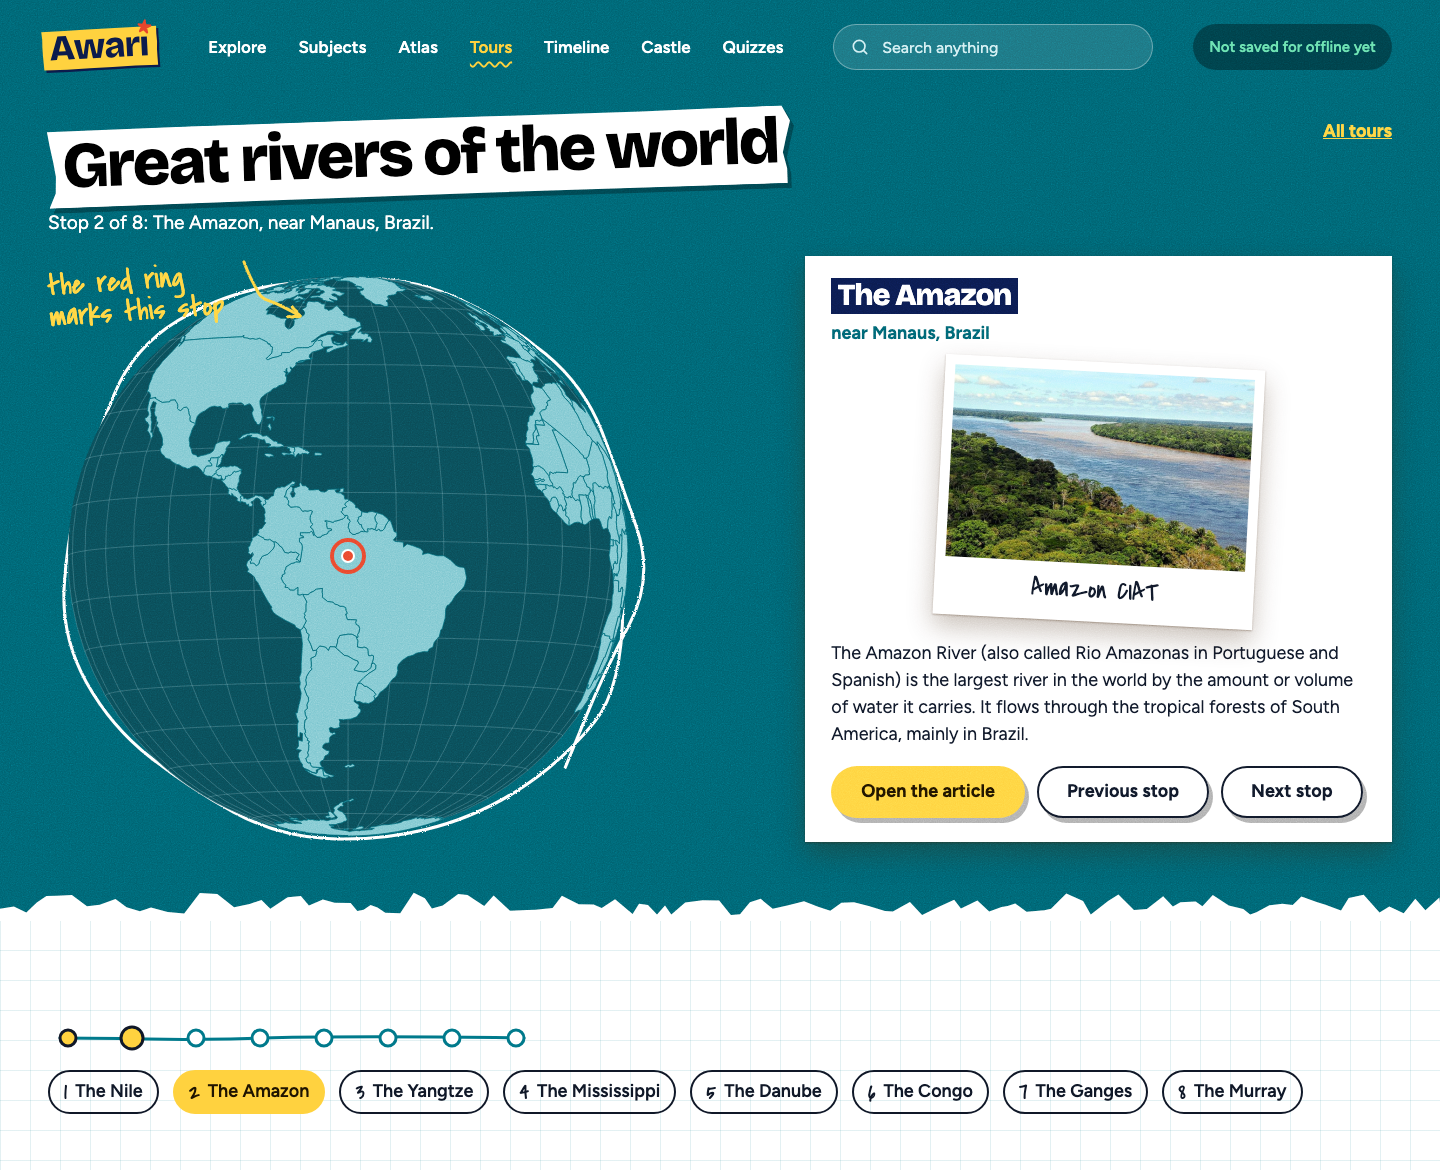 Awari
Explore
Subjects
Atlas
Tours
Timeline
Castle
Quizzes
Search anything
Not saved for offline yet
Great rivers of the world
All tours
Stop 2 of 8: The Amazon, near Manaus, Brazil.
the red ring
marks this stop
The Amazon
near Manaus, Brazil
Amazon CIAT
The Amazon River (also called Rio Amazonas in Portuguese and
Spanish) is the largest river in the world by the amount or volume
of water it carries. It flows through the tropical forests of South
America, mainly in Brazil.
Open the article
Previous stop
Next stop
1 The Nile
2 The Amazon
3 The Yangtze
4 The Mississippi
5 The Danube
6 The Congo
7 The Ganges
8 The Murray